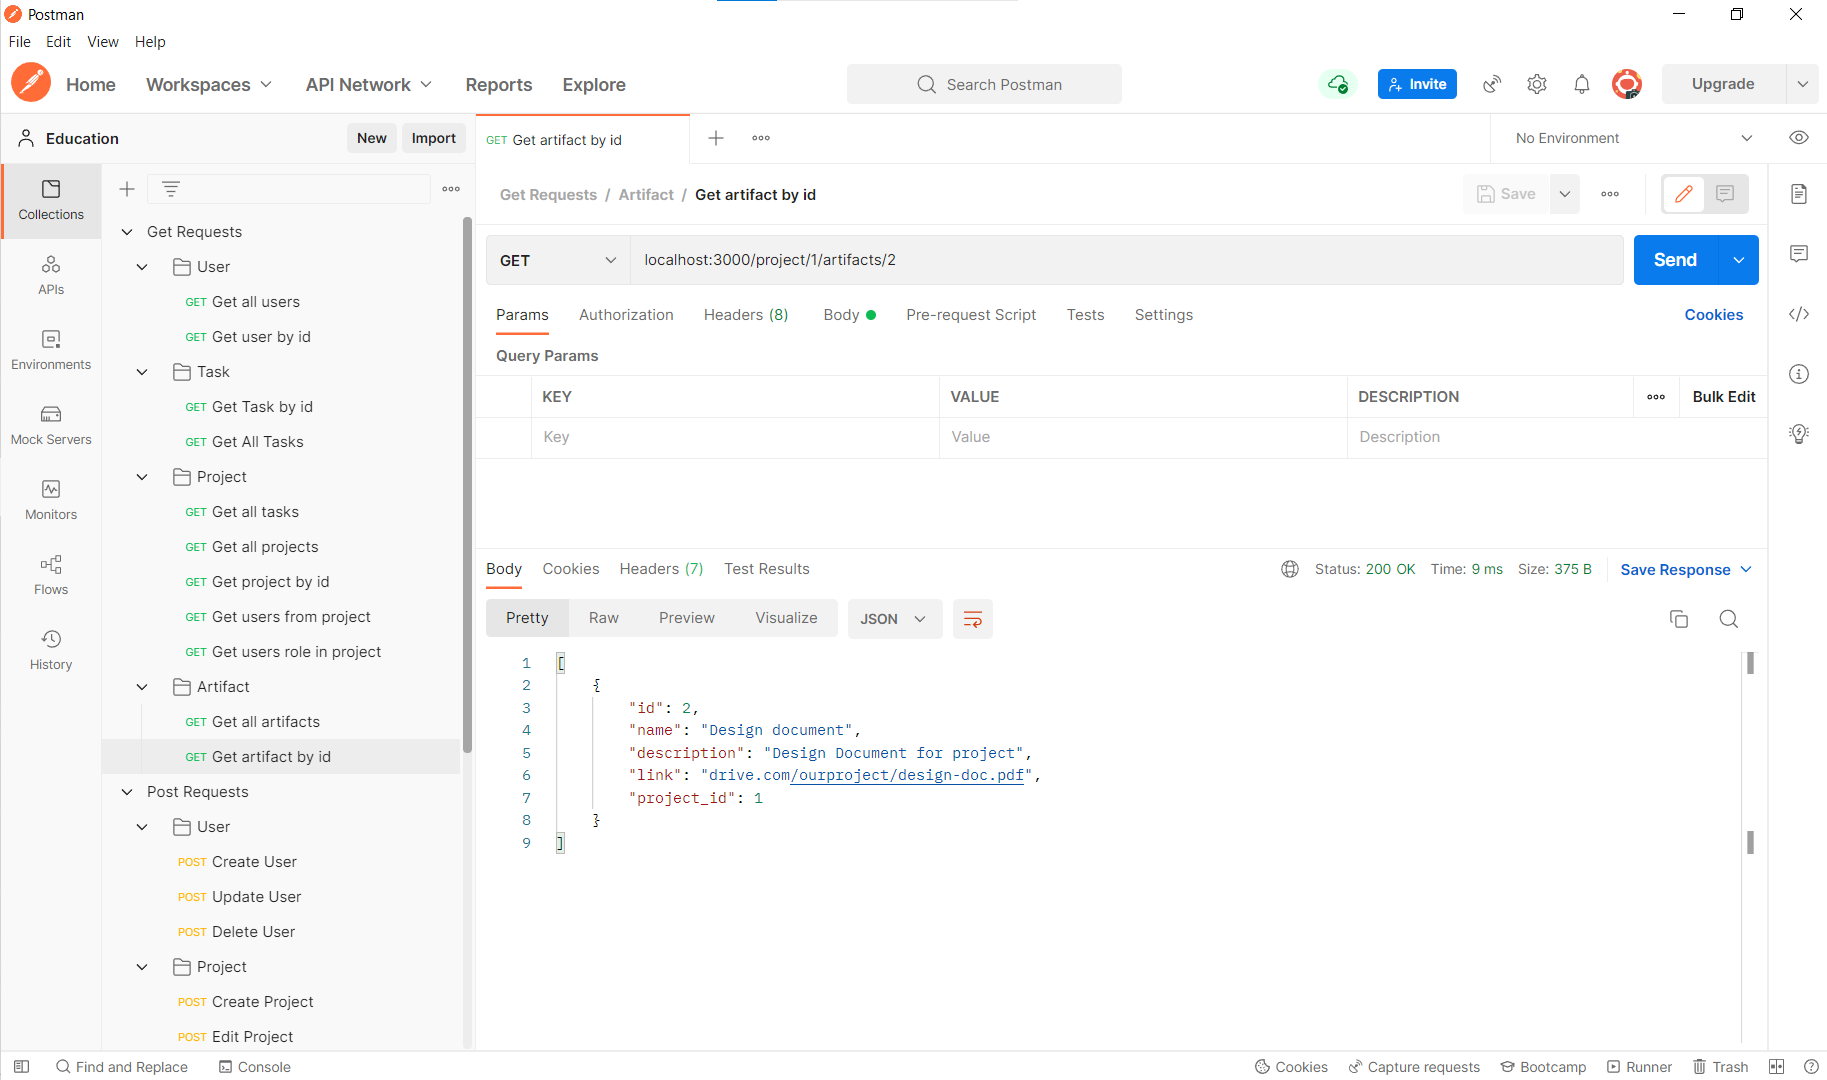 Postman
File Edit View Help
Home Workspaces API Network Reports Explore Search Postman Invite Upgrade
Education New Import GET Get artifact by id No Environment
Collections
APIs
Environments
Mock Servers
Monitors
Flows
History
Get Requests
User
GET Get all users
GET Get user by id
Task
GET Get Task by id
GET Get All Tasks
Project
GET Get all tasks
GET Get all projects
GET Get project by id
GET Get users from project
GET Get users role in project
Artifact
GET Get all artifacts
GET Get artifact by id
Post Requests
User
POST Create User
POST Update User
POST Delete User
Project
POST Create Project
POST Edit Project
Get Requests / Artifact / Get artifact by id Save
GET localhost:3000/project/1/artifacts/2 Send
Params Authorization Headers (8) Body Pre-request Script Tests Settings Cookies
Query Params
KEY VALUE DESCRIPTION Bulk Edit
Key Value Description
Body Cookies Headers (7) Test Results Status: 200 OK Time: 9 ms Size: 375 B Save Response
Pretty Raw Preview Visualize JSON
1 [
2 {
3 "id": 2,
4 "name": "Design document",
5 "description": "Design Document for project",
6 "link": "drive.com/ourproject/design-doc.pdf",
7 "project_id": 1
8 }
9 ]
Find and Replace Console Cookies Capture requests Bootcamp Runner Trash